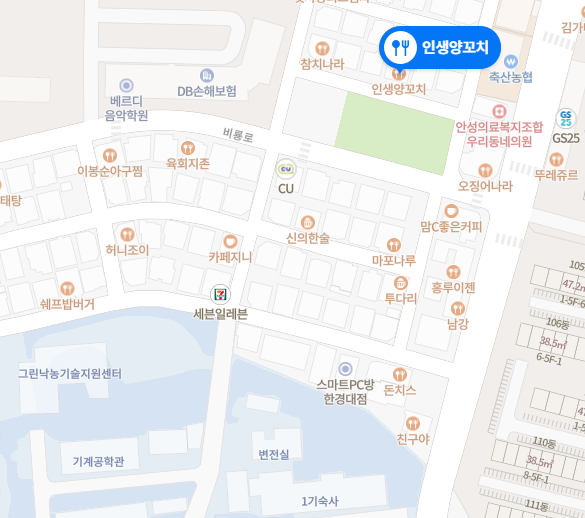 인생양꼬치
김가
참치나라
인생양꼬치
축산농협
DB손해보험
베르디
음악학원
안성의료복지조합
우리동네의원
GS
25
GS25
비룡로
이봉순아구찜
육회지존
CU
CU
오징어나라
뚜레쥬르
태탕
맘C좋은커피
허니조이
카페지니
신의한술
마포나루
투다리
홍루이젠
남강
쉐프밥버거
7
세븐일레븐
105
47.2㎡
1-5F-6
106동
38.5㎡
6-5F-1
그린낙농기술지원센터
스마트PC방
한경대점
돈치스
친구야
기계공학관
변전실
1기숙사
47
1-5
110동
38.5㎡
8-5F-1
111동